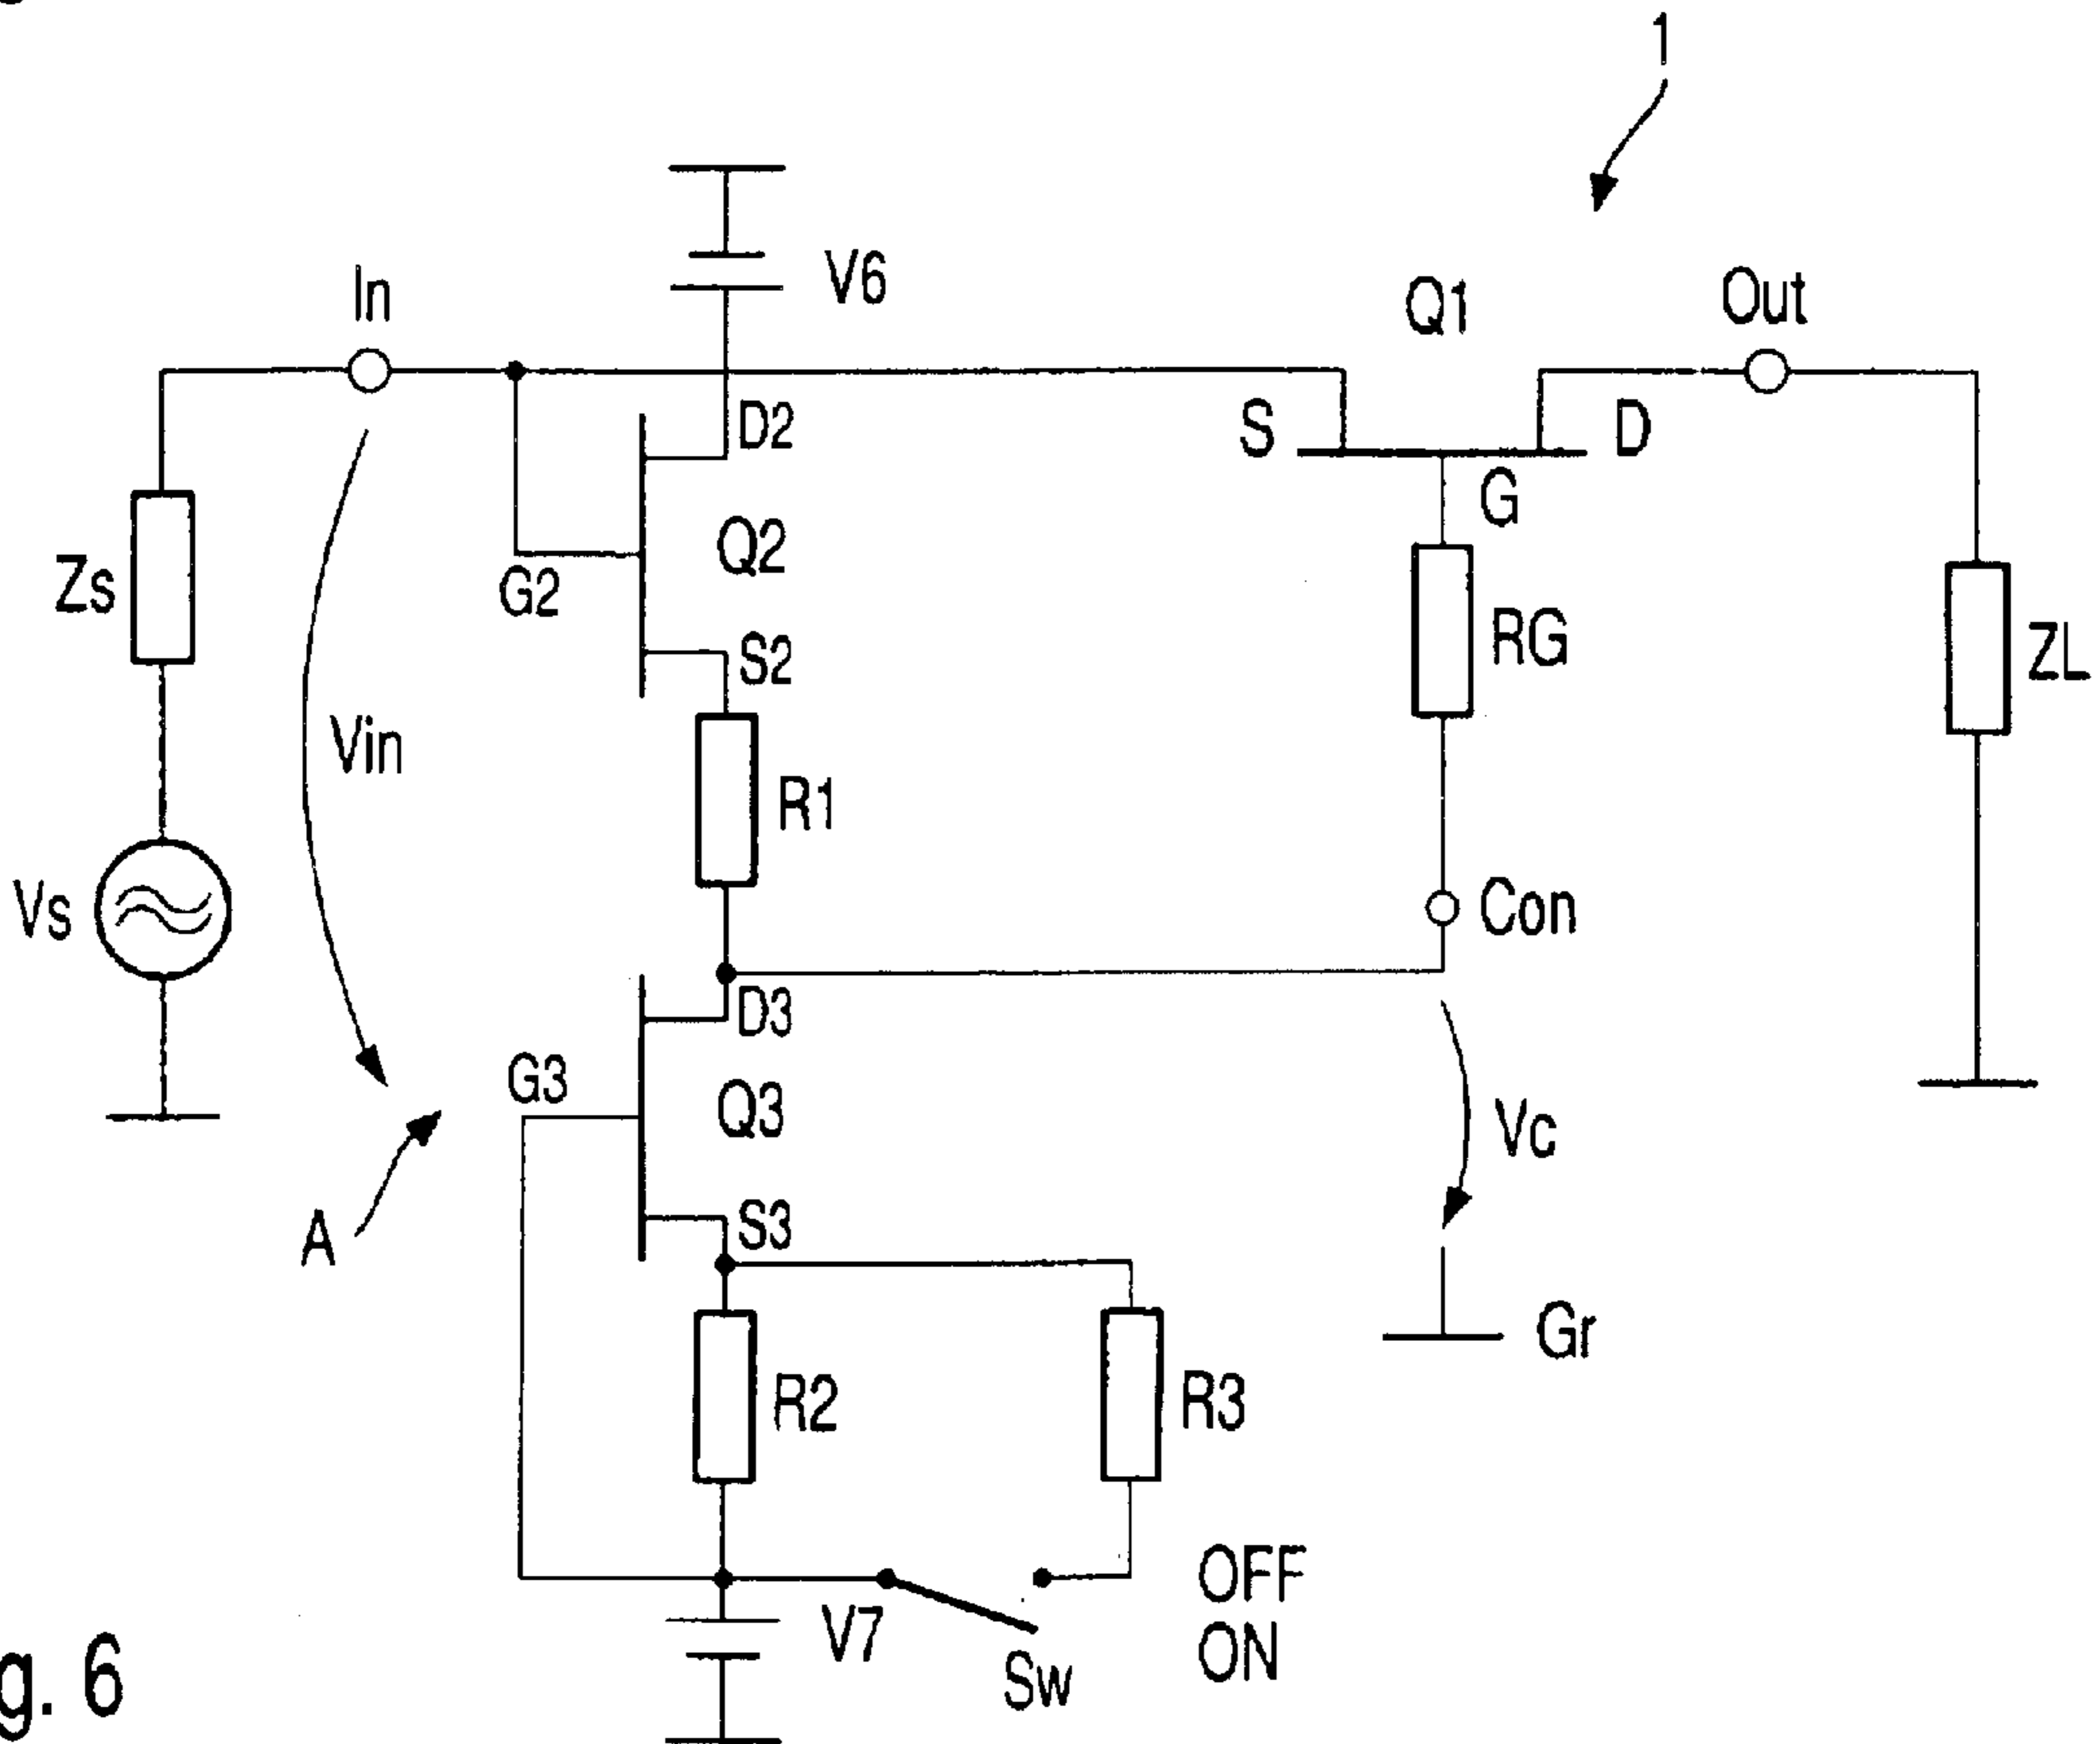 1
In
V6
Q1
Out
D2
S
D
G
Q2
Zs
G2
RG
S2
ZL
Vin
R1
Vs
Con
D3
G3
Q3
Vc
A
S3
Gr
R2
R3
OFF
V7
ON
Sw
g. 6